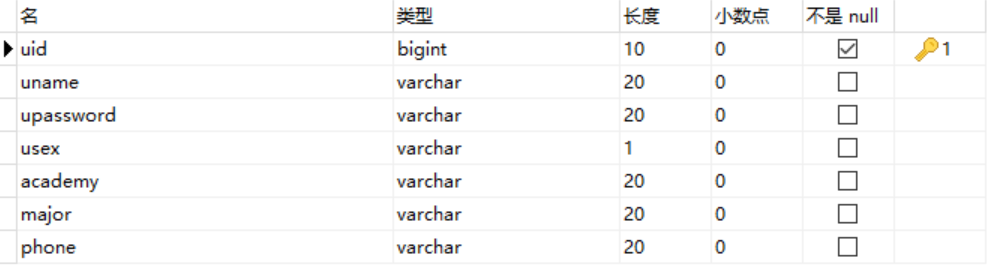 名 类型 长度 小数点 不是 null
uid bigint 10 0 1
uname varchar 20 0
upassword varchar 20 0
usex varchar 1 0
academy varchar 20 0
major varchar 20 0
phone varchar 20 0